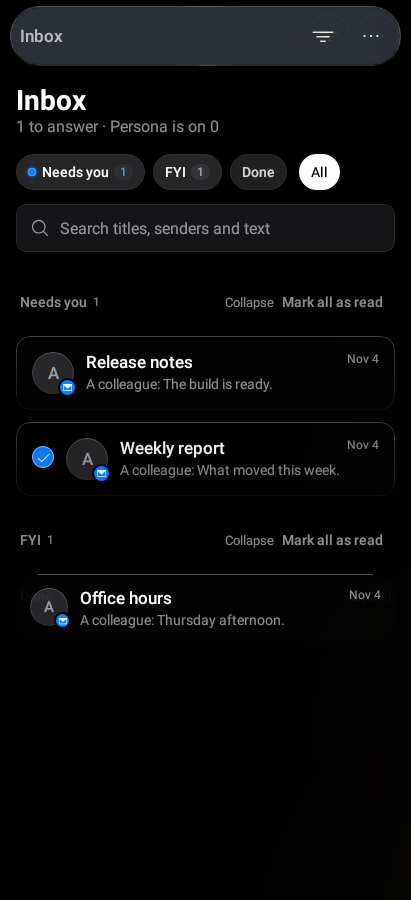 Inbox
Inbox
1 to answer · Persona is on 0
Needs you 1 FYI 1 Done All
Search titles, senders and text
Needs you 1 Collapse Mark all as read
A Release notes Nov 4
A colleague: The build is ready.
A Weekly report Nov 4
A colleague: What moved this week.
FYI 1 Collapse Mark all as read
A Office hours Nov 4
A colleague: Thursday afternoon.